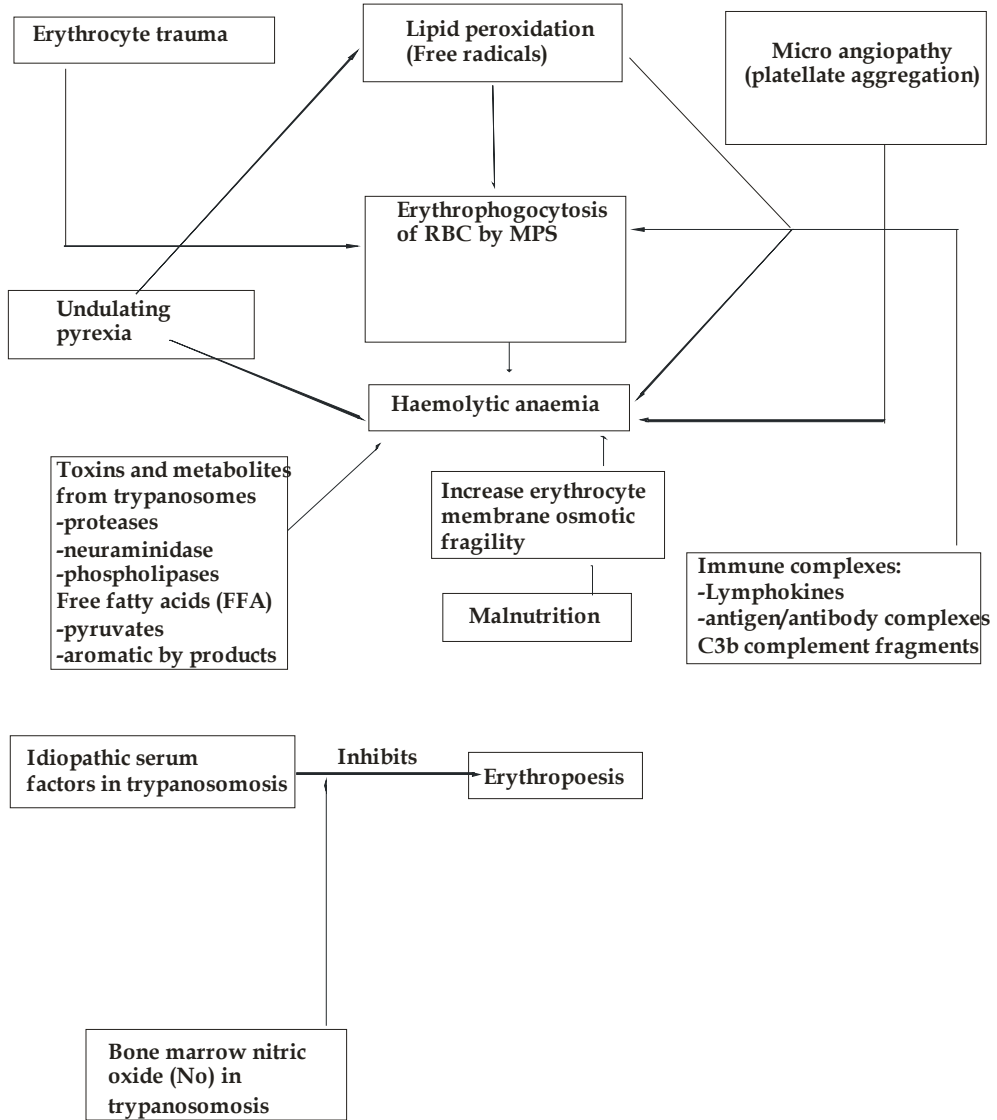 Erythrocyte trauma
Lipid peroxidation
(Free radicals)
Micro angiopathy
(platellate aggregation)
Erythrophogocytosis
of RBC by MPS
Undulating
pyrexia
Haemolytic anaemia
Toxins and metabolites
from trypanosomes
-proteases
-neuraminidase
-phospholipases
Free fatty acids (FFA)
-pyruvates
-aromatic by products
Increase erythrocyte
membrane osmotic
fragility
Malnutrition
Immune complexes:
-Lymphokines
-antigen/antibody complexes
C3b complement fragments
Idiopathic serum
factors in trypanosomosis
Inhibits
Erythropoesis
Bone marrow nitric
oxide (No) in
trypanosomosis